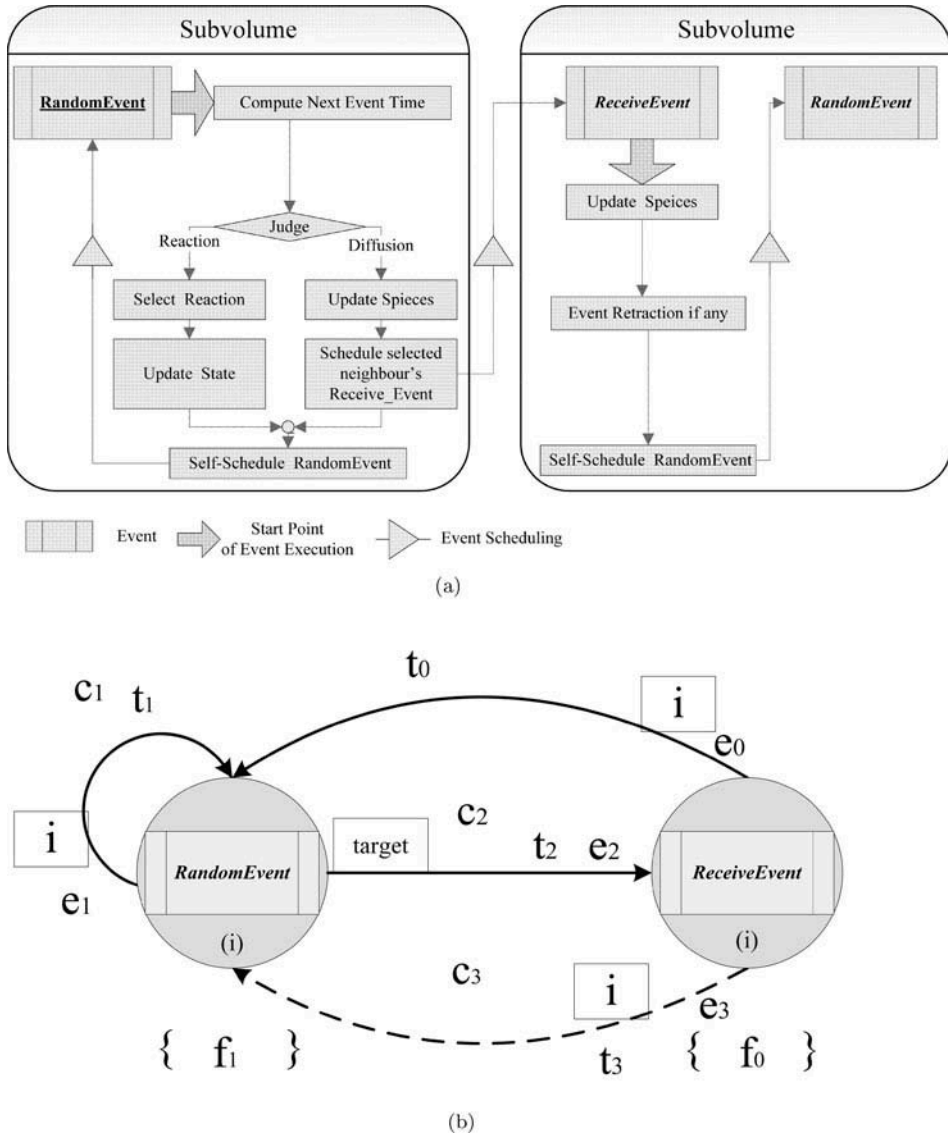 Subvolume
RandomEvent
Compute Next Event Time
Judge
Reaction
Diffusion
Select Reaction
Update Spieces
Update State
Schedule selected
neighbour's
Receive_Event
Self-Schedule RandomEvent
Subvolume
ReceiveEvent
RandomEvent
Update Speices
Event Retraction if any
Self-Schedule RandomEvent
Event
Start Point
of Event Execution
Event Scheduling
(a)
t0
c1
t1
i
e0
i
e1
c2
target
t2
e2
RandomEvent
(i)
ReceiveEvent
(i)
c3
i
e3
t3
{ f1 }
{ f0 }
(b)